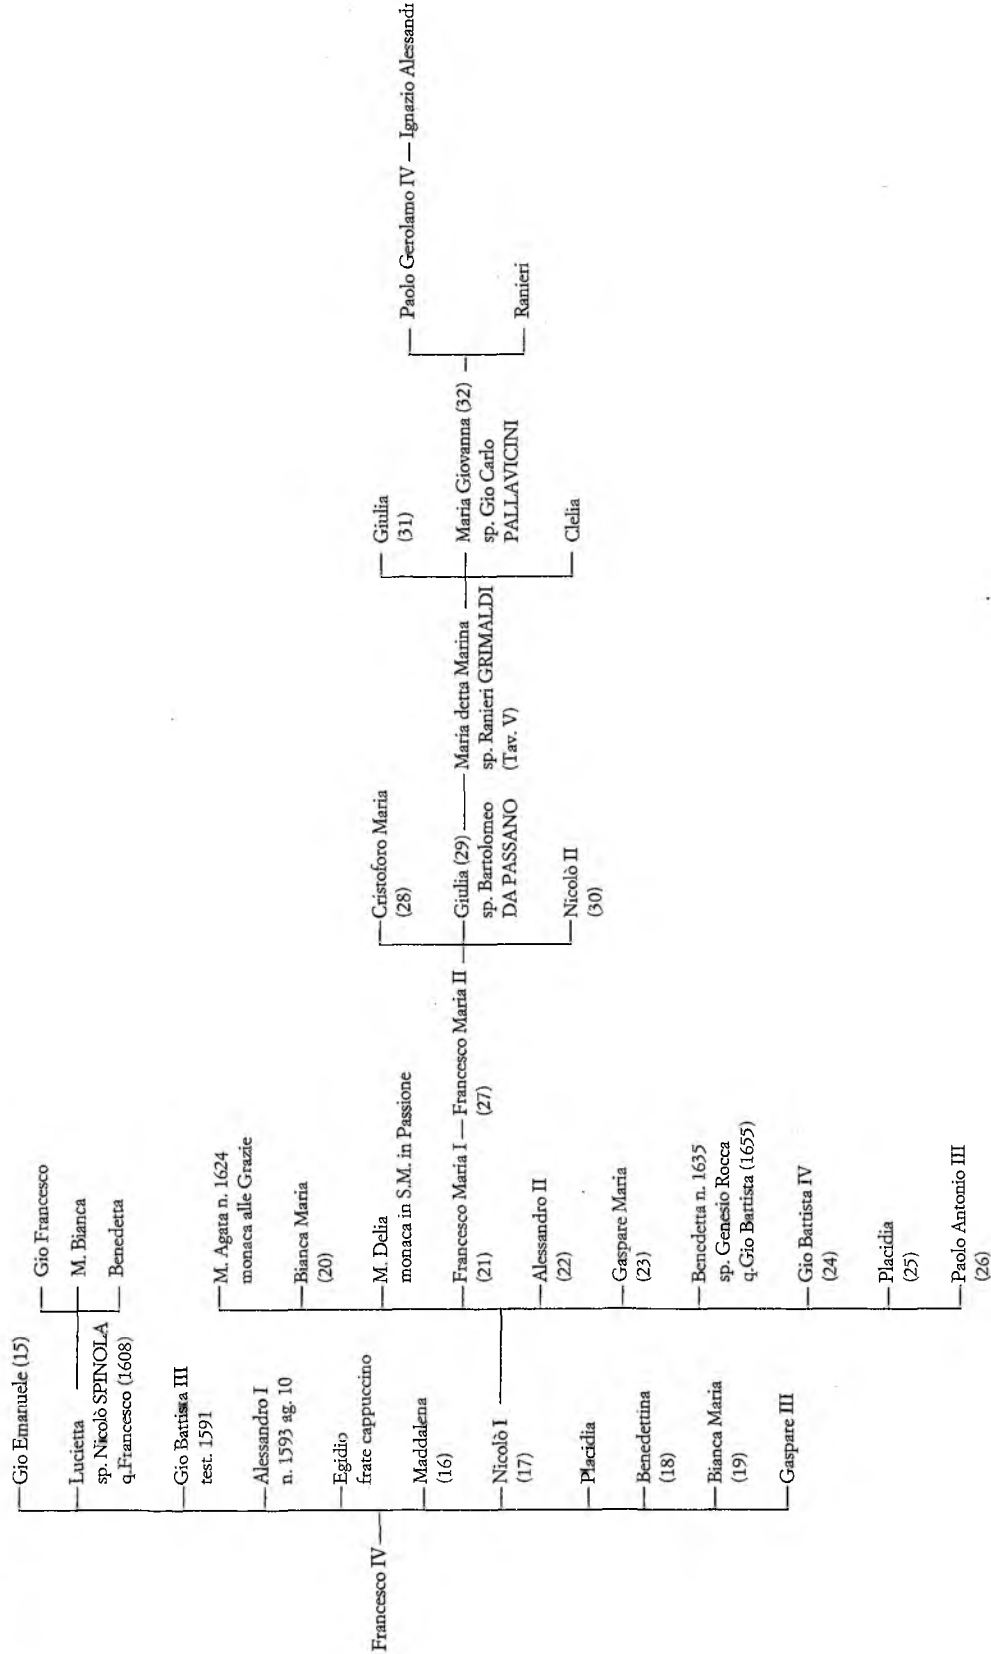 Francesco IV
Gio Emanuele (15)
Lucietta
sp. Nicolò SPINOLA
q.Francesco (1608)
Gio Battista III
test. 1591
Alessandro I
n. 1593 ag. 10
Egidio
frate cappuccino
Maddalena
(16)
Nicolò I
(17)
Placidia
Benedettina
(18)
Bianca Maria
(19)
Gaspare III
Gio Francesco
M. Bianca
Benedetta
M. Agata n. 1624
monaca alle Grazie
Bianca Maria
(20)
M. Delia
monaca in S.M. in Passione
Francesco Maria I — Francesco Maria II
(21)
(27)
Alessandro II
(22)
Gaspare Maria
(23)
Benedetta n. 1635
sp. Genesio Rocca
q.Gio Battista (1655)
Gio Battista IV
(24)
Placidia
(25)
Paolo Antonio III
(26)
Cristoforo Maria
(28)
Giulia (29)
sp. Bartolomeo
DA PASSANO
Nicolò II
(30)
Maria detta Marina
sp. Ranieri GRIMALDI
(Tav. V)
Giulia
(31)
Maria Giovanna (32)
sp. Gio Carlo
PALLAVICINI
Clelia
Paolo Gerolamo IV — Ignazio Alessandr
Ranieri